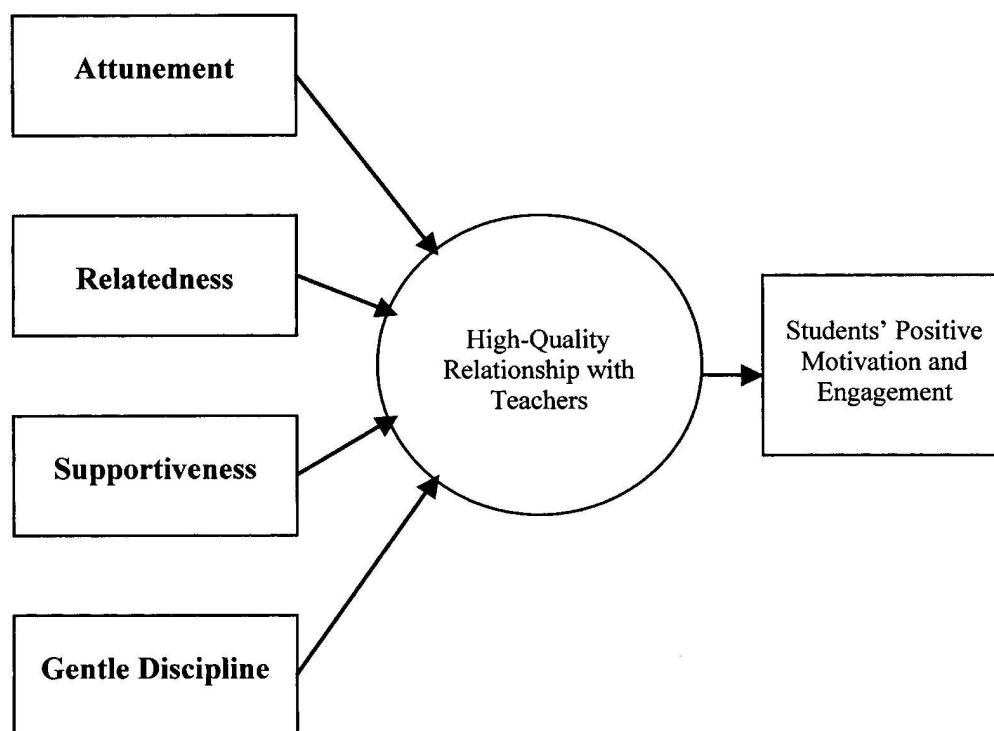 Attunement
Relatedness
Supportiveness
Gentle Discipline
High-Quality
Relationship with
Teachers
Students’ Positive
Motivation and
Engagement